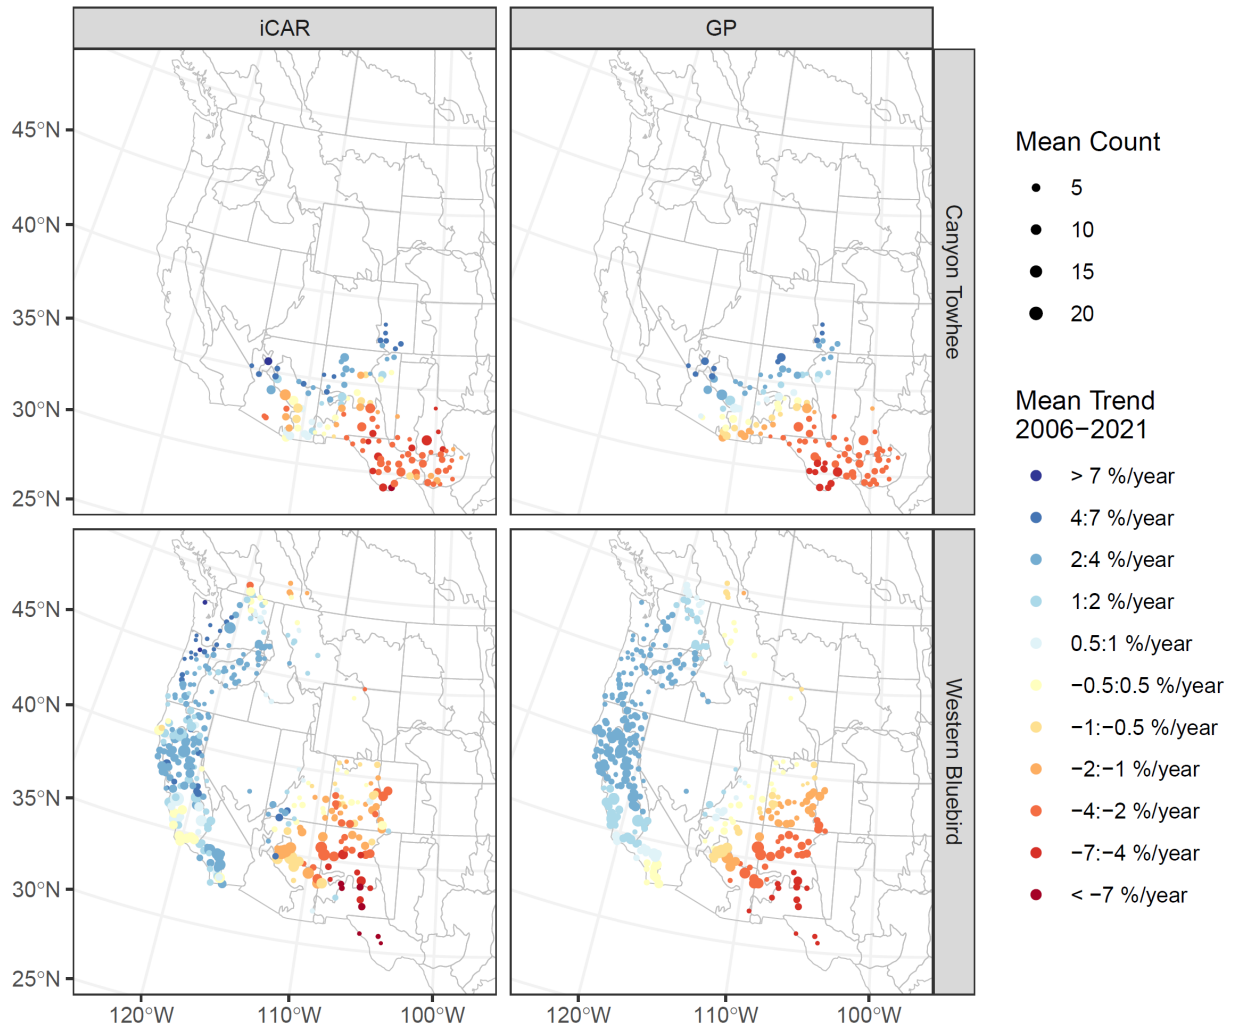 iCAR
GP
45°N
40°N
35°N
30°N
25°N
Canyon Towhee
45°N
40°N
35°N
30°N
25°N
Western Bluebird
120°W
110°W
100°W
120°W
110°W
100°W
Mean Count
5
10
15
20
Mean Trend
2006−2021
> 7 %/year
4:7 %/year
2:4 %/year
1:2 %/year
0.5:1 %/year
−0.5:0.5 %/year
−1:−0.5 %/year
−2:−1 %/year
−4:−2 %/year
−7:−4 %/year
< −7 %/year